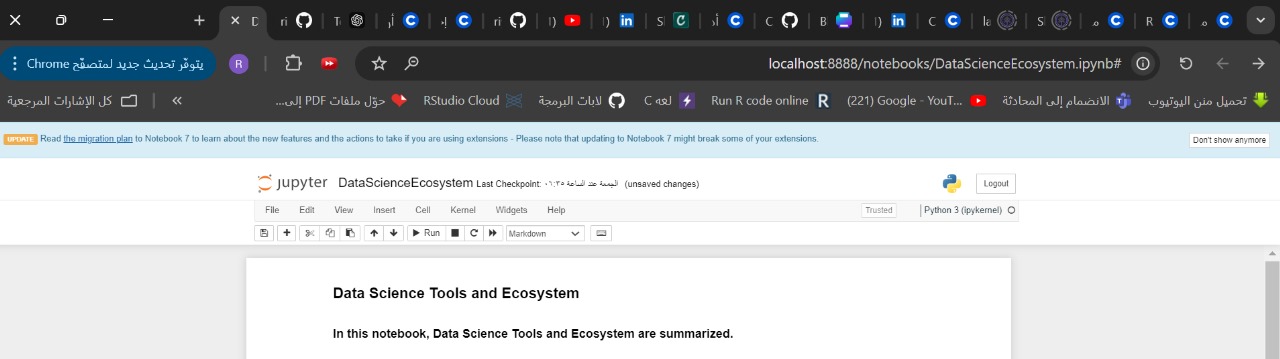 D ri T أر C إ C ri I) I) S أد C C B I) C la S م C R C م C
يتوفّر تحديث جديد لمتصفّح Chrome
R
localhost:8888/notebooks/DataScienceEcosystem.ipynb#
كل الإشارات المرجعية
حوّل ملفات PDF إلى...
RStudio Cloud
لابات البرمجة
لغه C
Run R code online
(221) Google - YouT...
الانضمام إلى المحادثة
تحميل منن اليوتيوب
UPDATE Read the migration plan to Notebook 7 to learn about the new features and the actions to take if you are using extensions - Please note that updating to Notebook 7 might break some of your extensions.
Don't show anymore
jupyter DataScienceEcosystem Last Checkpoint: الجمعة عند الساعة ٠٦:٣٥ (unsaved changes)
Logout
File Edit View Insert Cell Kernel Widgets Help
Trusted
Python 3 (ipykernel)
Run
Markdown
Data Science Tools and Ecosystem
In this notebook, Data Science Tools and Ecosystem are summarized.